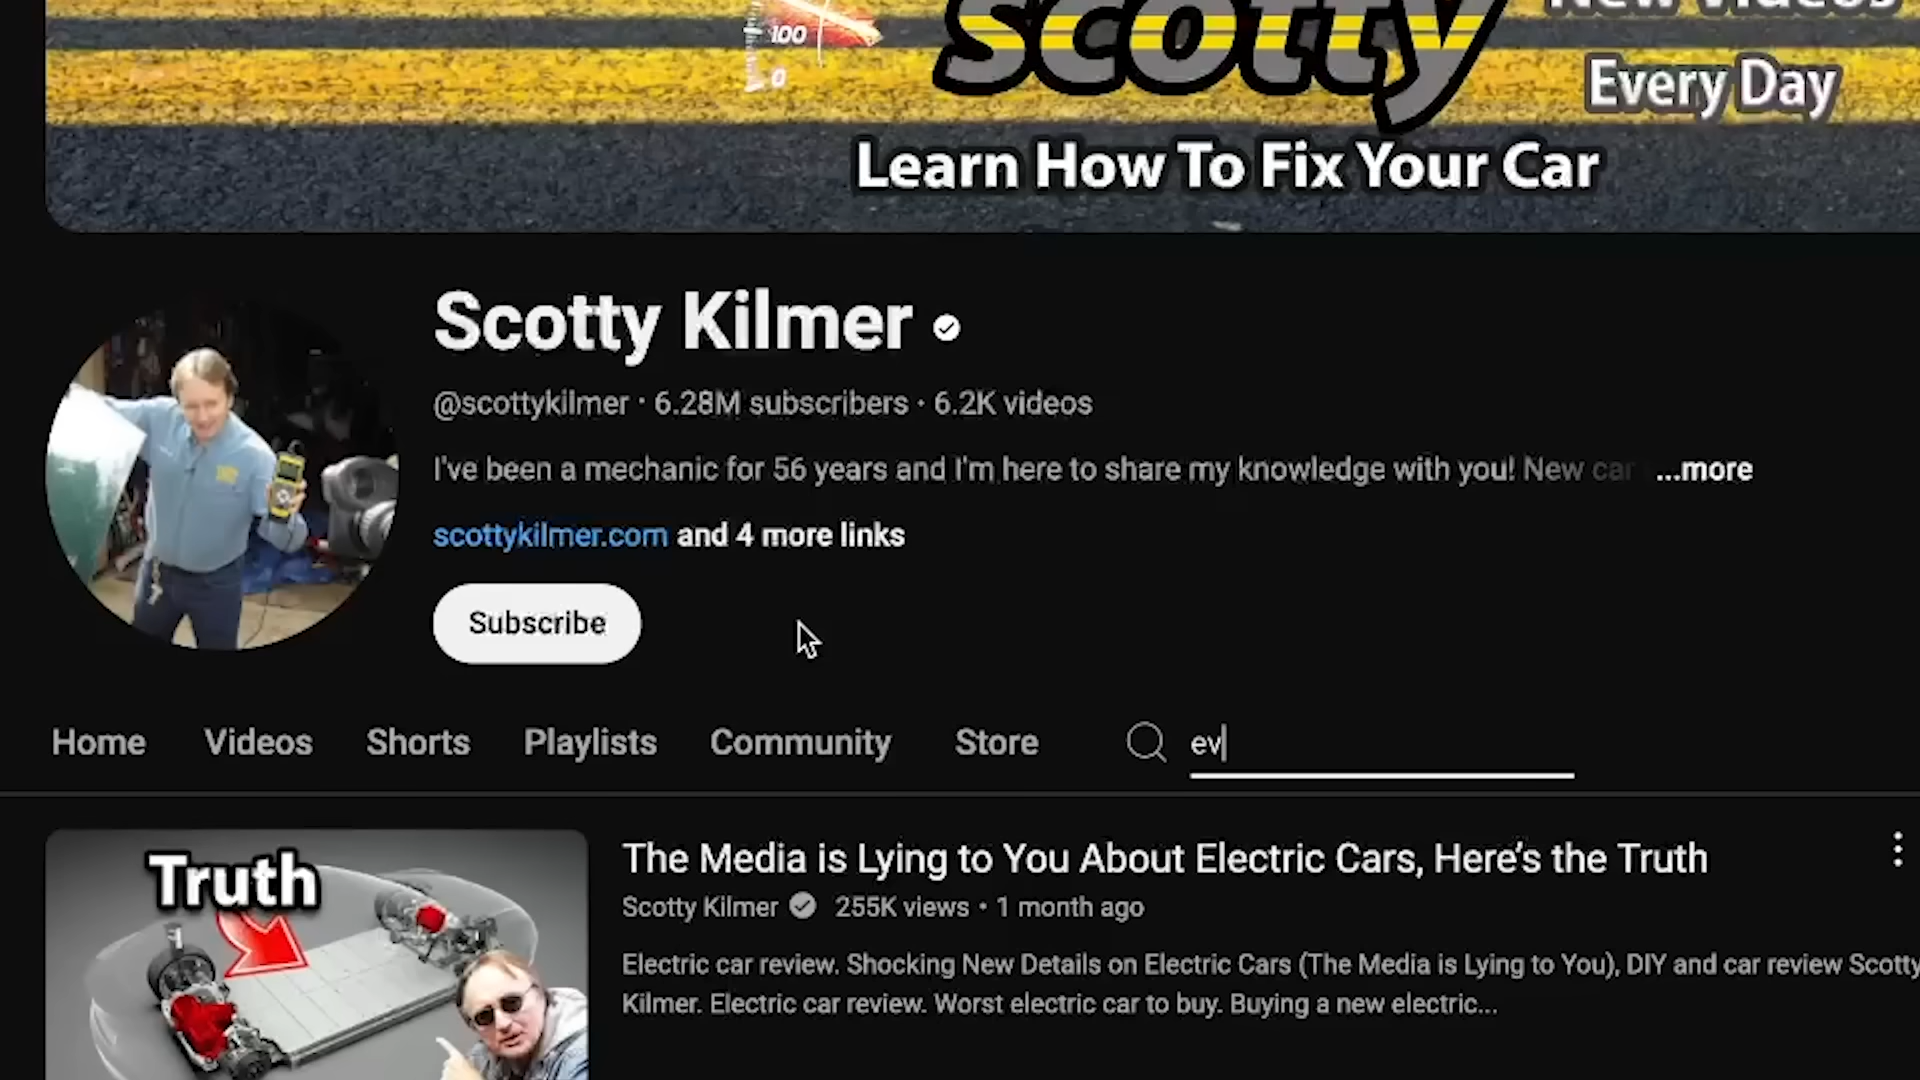 100
0
scotty
New Videos
Every Day
Learn How To Fix Your Car
Scotty Kilmer
@scottykilmer · 6.28M subscribers · 6.2K videos
I've been a mechanic for 56 years and I'm here to share my knowledge with you! New car ...more
scottykilmer.com and 4 more links
Subscribe
Home Videos Shorts Playlists Community Store ev
Truth
The Media is Lying to You About Electric Cars, Here's the Truth
Scotty Kilmer 255K views • 1 month ago
Electric car review. Shocking New Details on Electric Cars (The Media is Lying to You), DIY and car review Scotty
Kilmer. Electric car review. Worst electric car to buy. Buying a new electric...